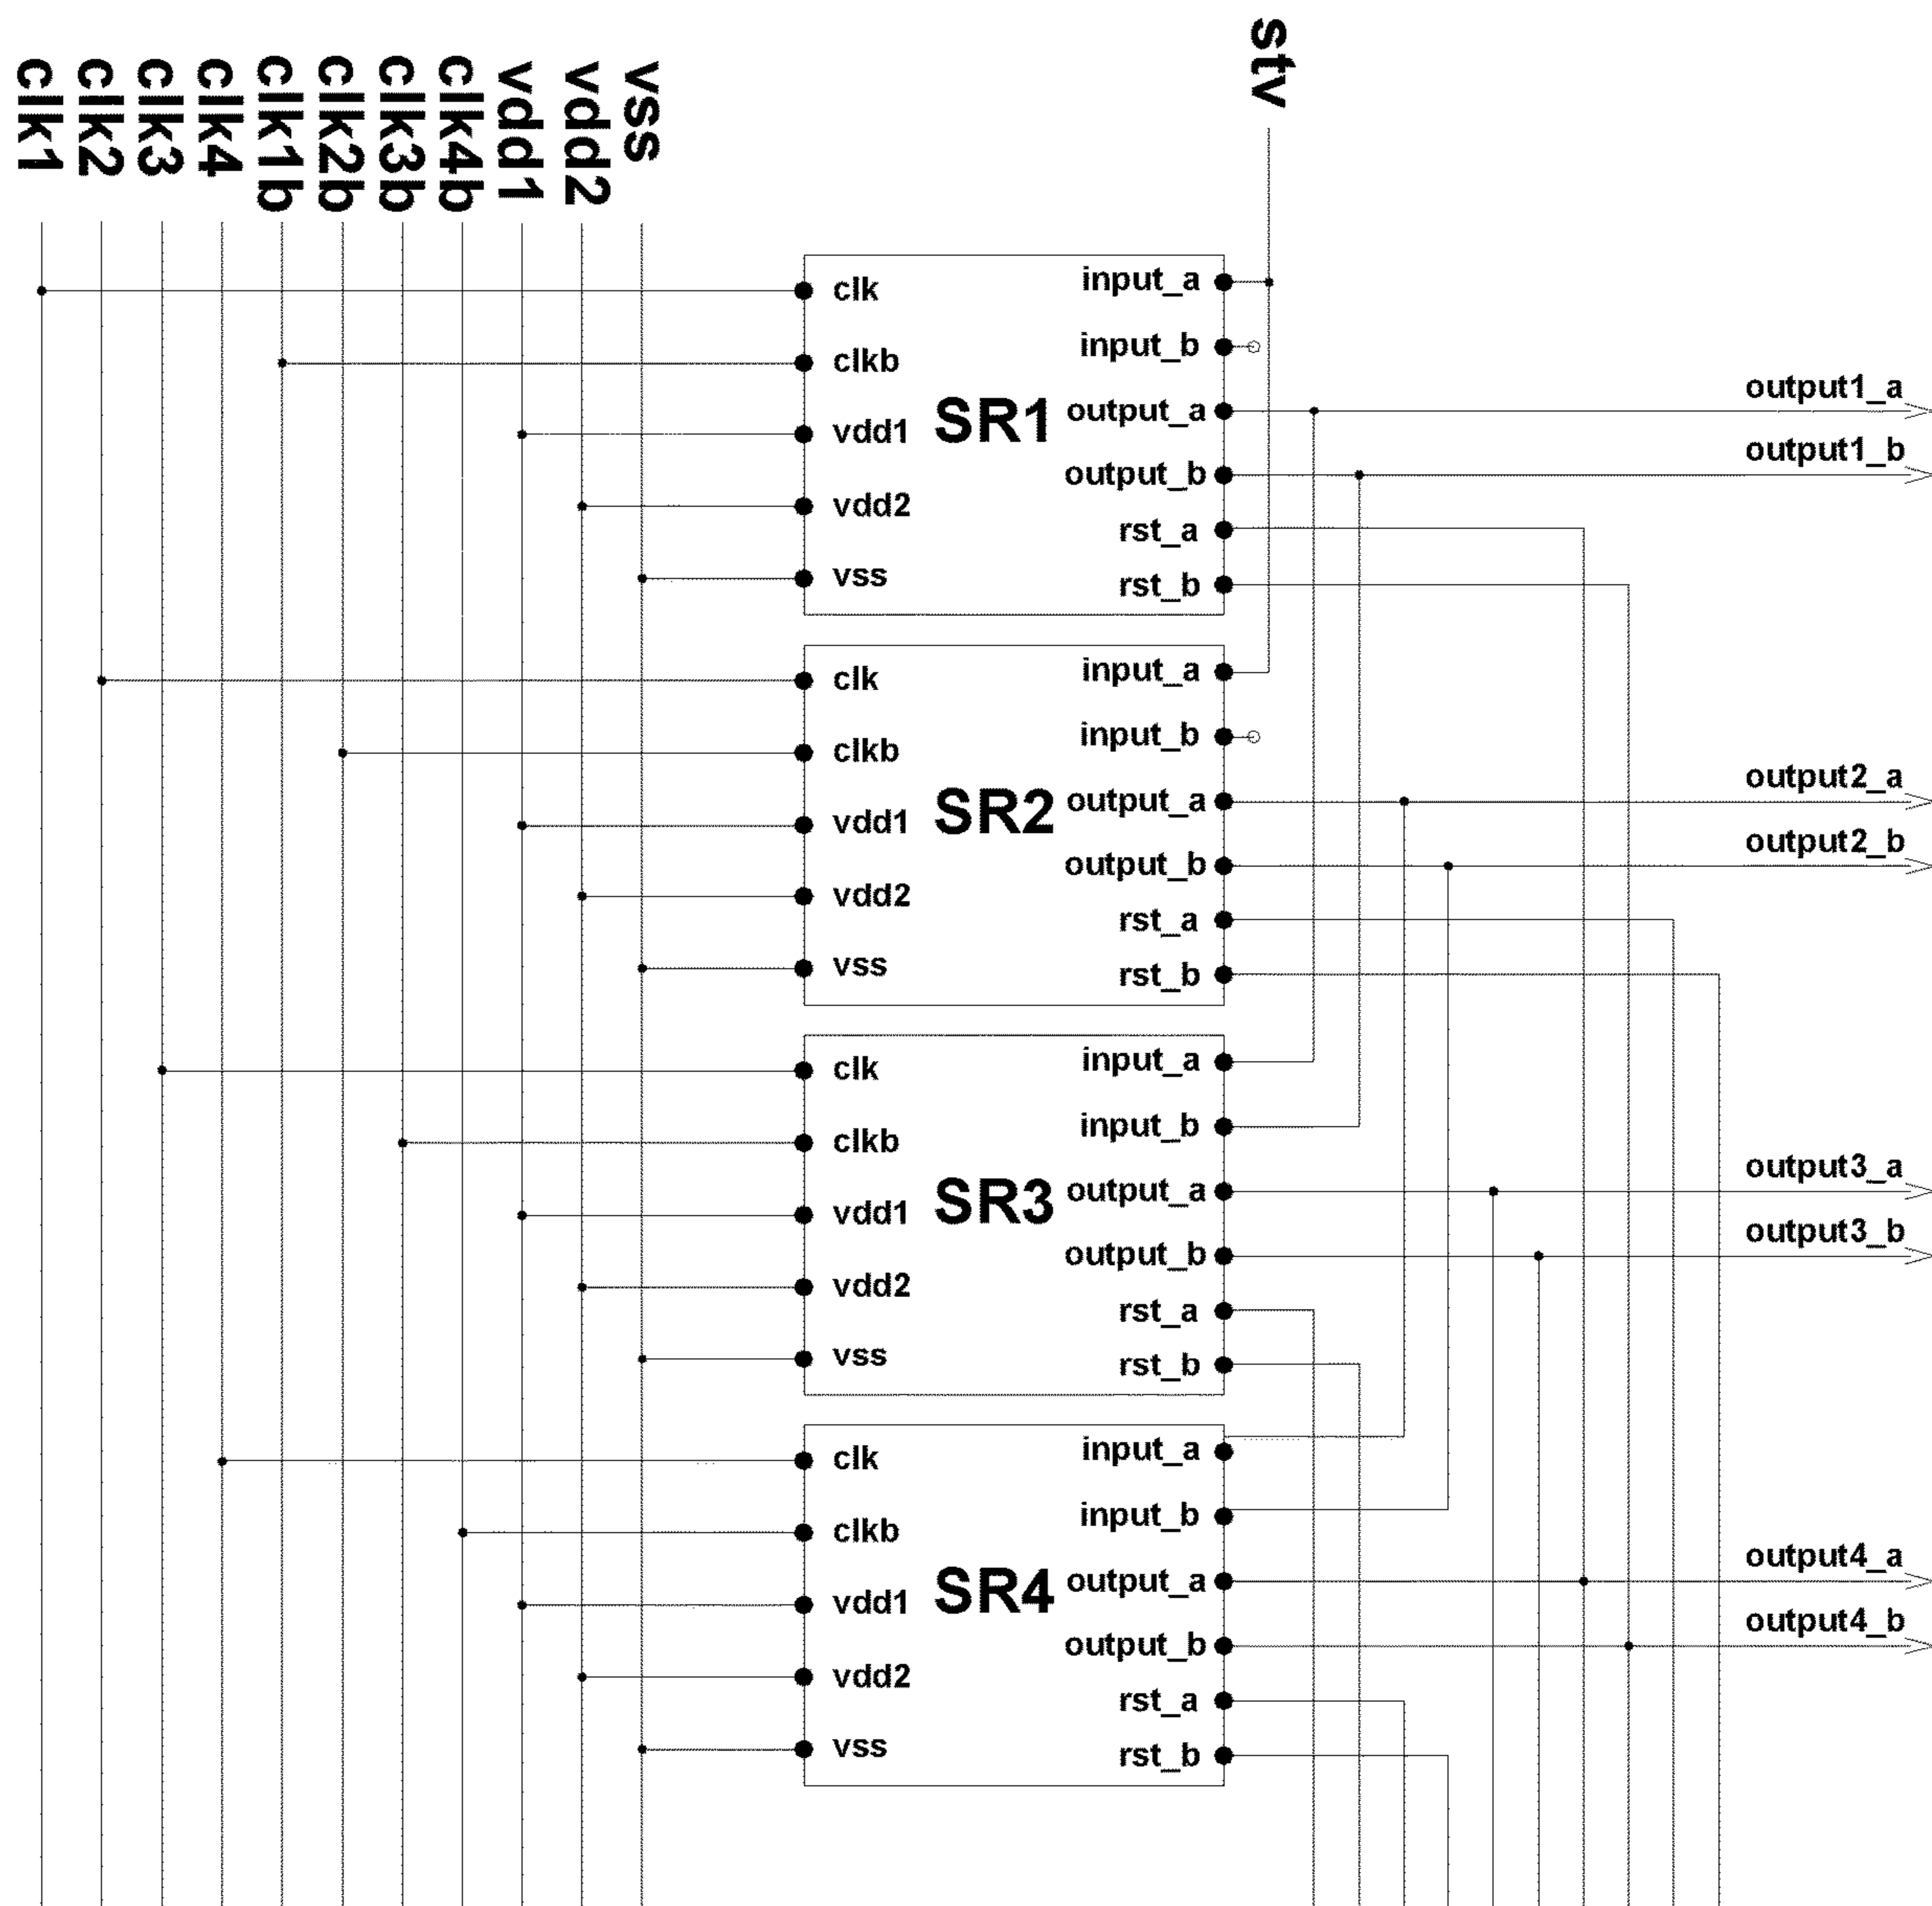 stv
clk1
clk2
clk3
clk4
clk1b
clk2b
clk3b
clk4b
vdd1
vdd2
vss
clk
clkb
vdd1
vdd2
vss
SR1
input_a
input_b
output_a
output_b
rst_a
rst_b
output1_a
output1_b
clk
clkb
vdd1
vdd2
vss
SR2
input_a
input_b
output_a
output_b
rst_a
rst_b
output2_a
output2_b
clk
clkb
vdd1
vdd2
vss
SR3
input_a
input_b
output_a
output_b
rst_a
rst_b
output3_a
output3_b
clk
clkb
vdd1
vdd2
vss
SR4
input_a
input_b
output_a
output_b
rst_a
rst_b
output4_a
output4_b